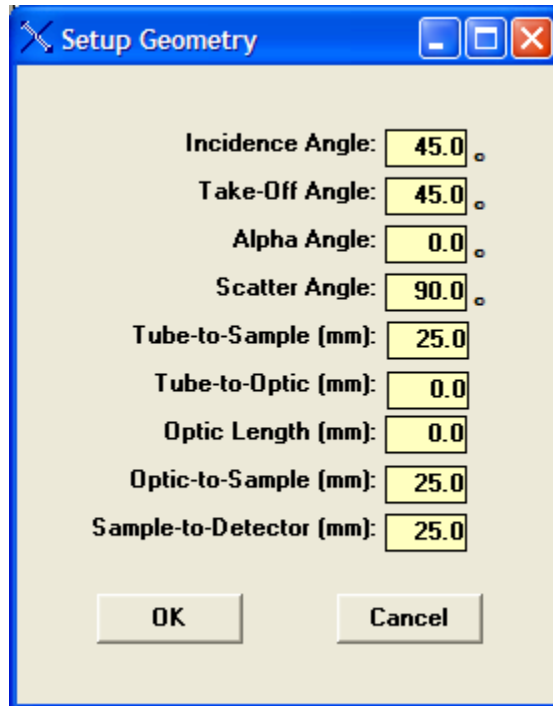 Setup Geometry
Incidence Angle: 45.0 °
Take-Off Angle: 45.0 °
Alpha Angle: 0.0 °
Scatter Angle: 90.0 °
Tube-to-Sample (mm): 25.0
Tube-to-Optic (mm): 0.0
Optic Length (mm): 0.0
Optic-to-Sample (mm): 25.0
Sample-to-Detector (mm): 25.0
OK Cancel